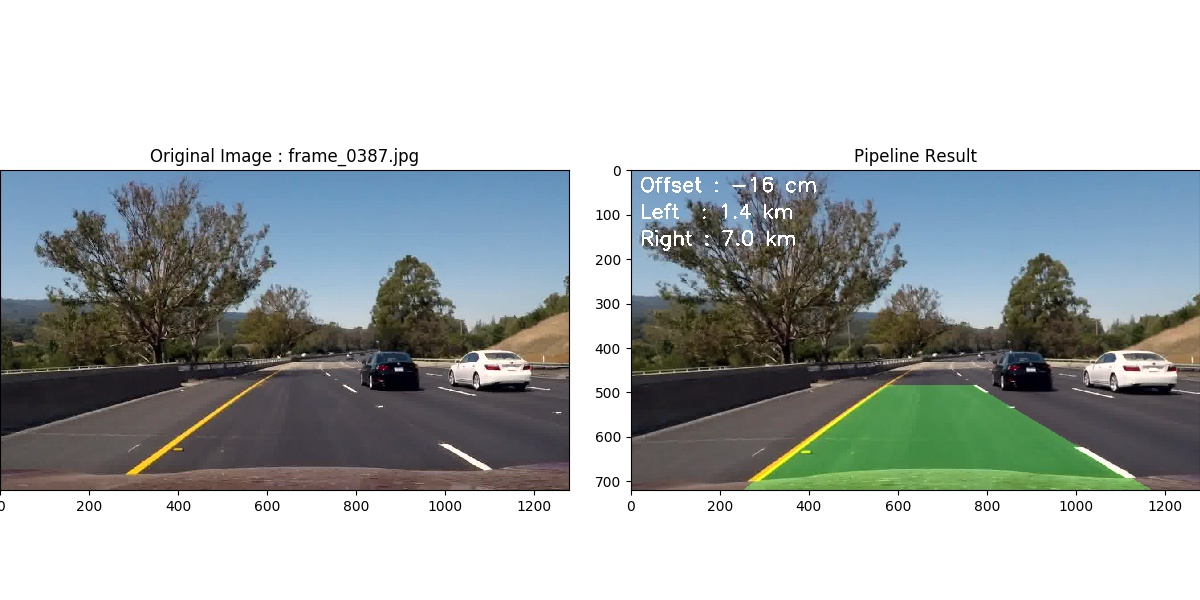 Original Image : frame_0387.jpg
0 200 400 600 800 1000 1200
Pipeline Result
Offset : −16 cm
Left : 1.4 km
Right : 7.0 km
0
100
200
300
400
500
600
700
0 200 400 600 800 1000 1200